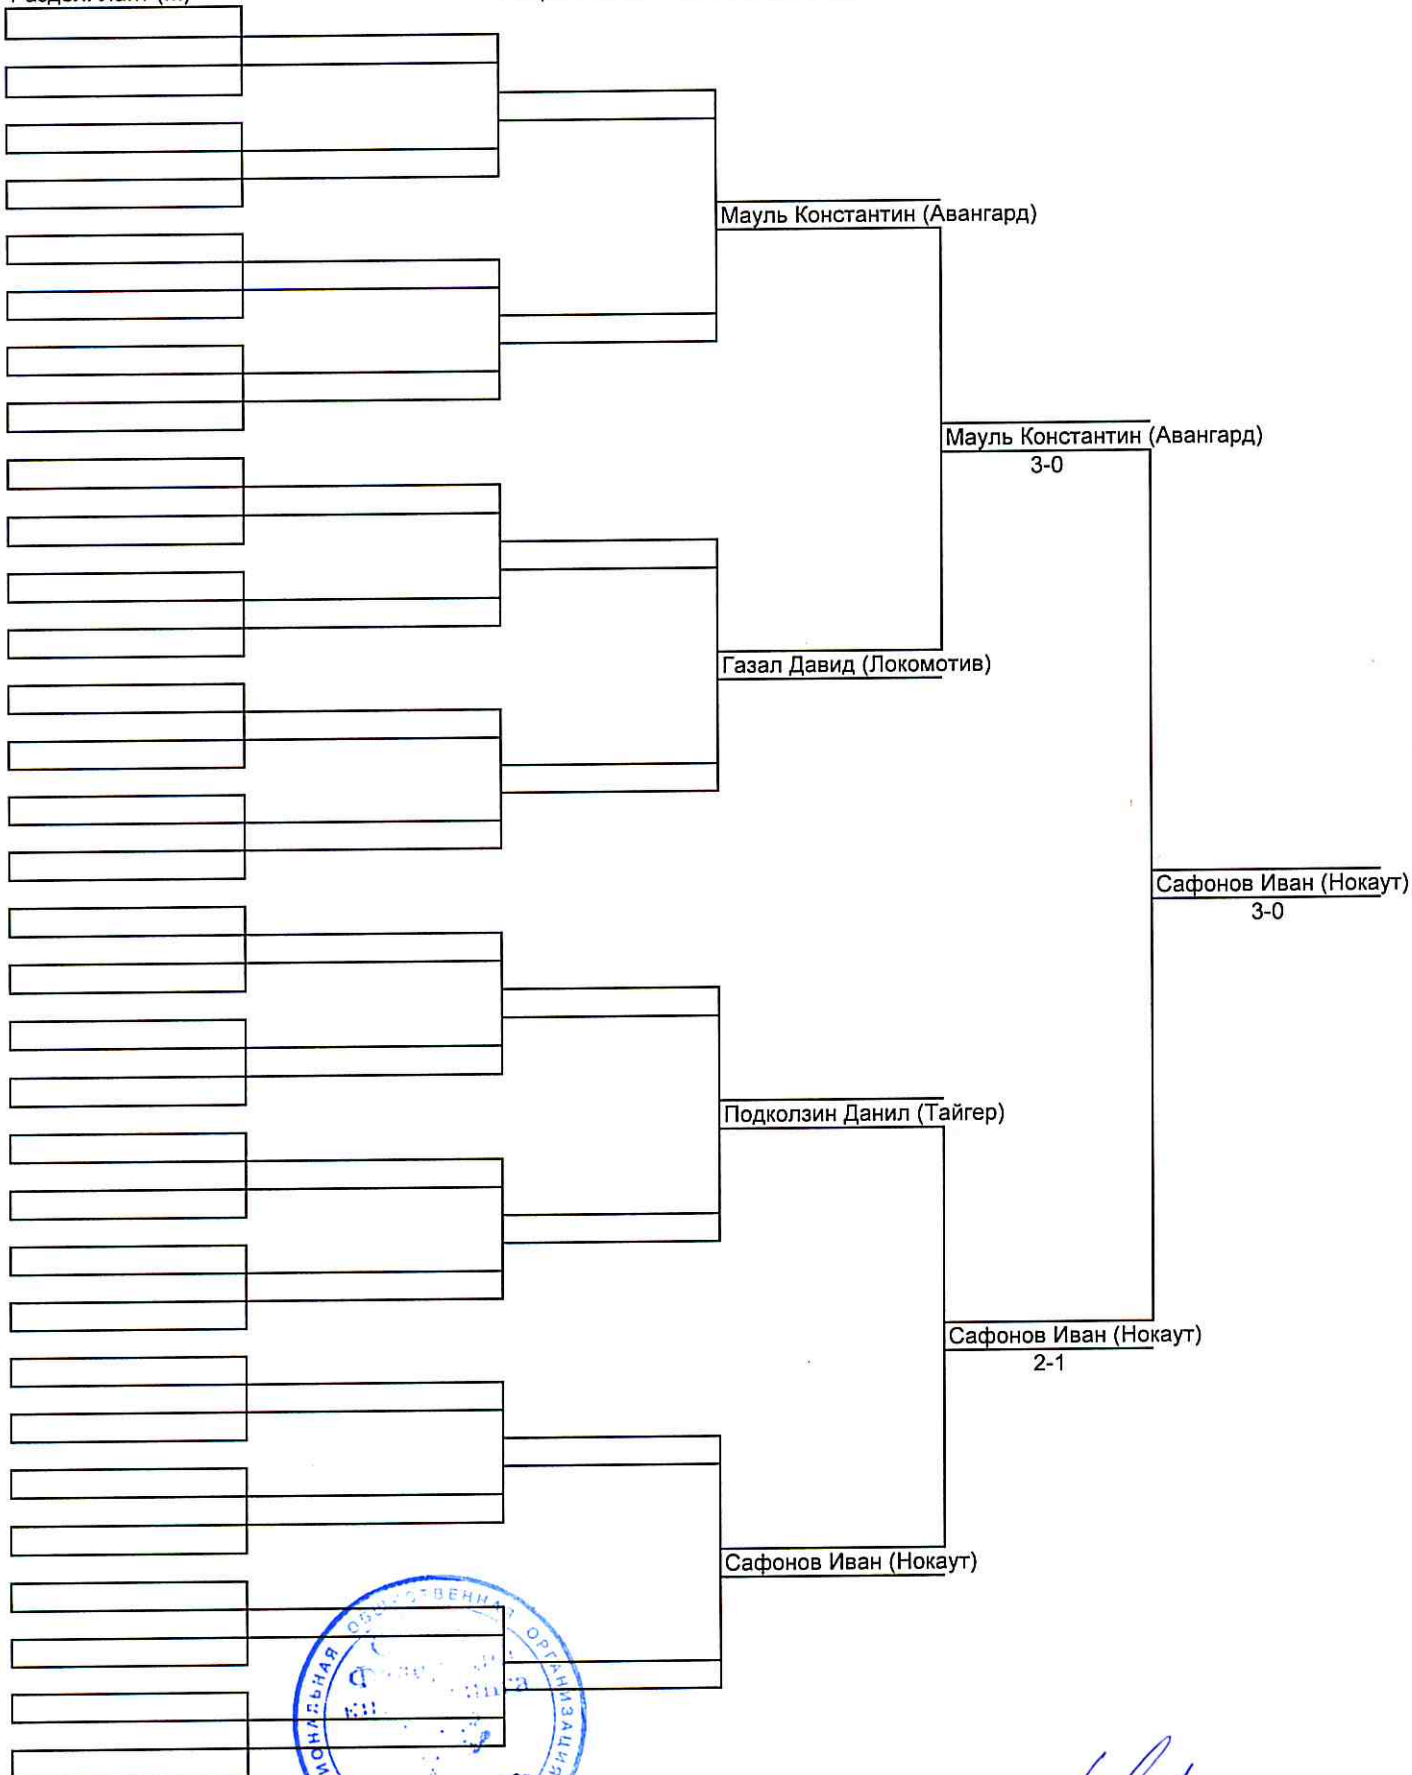 Мауль Константин (Авангард)
Мауль Константин (Авангард)
3-0
Газал Давид (Локомотив)
Сафонов Иван (Нокаут)
3-0
Подколзин Данил (Тайгер)
Сафонов Иван (Нокаут)
2-1
Сафонов Иван (Нокаут)
ОРГАНИЗАЦИЯ